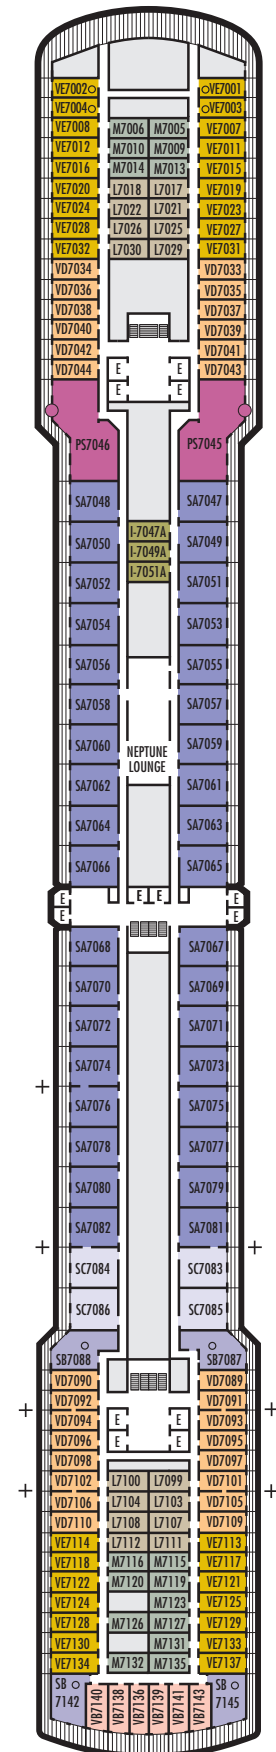 VE7002 VE7001
VE7004 VE7003
VE7008 M7006 M7005 VE7007
VE7012 M7010 M7009 VE7011
VE7016 M7014 M7013 VE7015
VE7020 L7018 L7017 VE7019
VE7024 L7022 L7021 VE7023
VE7028 L7026 L7025 VE7027
VE7032 L7030 L7029 VE7031
VD7034 VD7033
VD7036 VD7035
VD7038 VD7037
VD7040 VD7039
VD7042 VD7041
VD7044 E E VD7043
E E
PS7046 PS7045
SA7048 SA7047
SA7050 I-7047A SA7049
I-7049A
SA7052 I-7051A SA7051
SA7054 SA7053
SA7056 SA7055
SA7058 SA7057
SA7060 NEPTUNE SA7059
LOUNGE
SA7062 SA7061
SA7064 SA7063
SA7066 SA7065
E E E E
E E
SA7068 SA7067
SA7070 SA7069
SA7072 SA7071
SA7074 SA7073
SA7076 SA7075
SA7078 SA7077
SA7080 SA7079
SA7082 SA7081
SC7084 SC7083
SC7086 SC7085
SB7088 SB7087
VD7090 VD7089
VD7092 VD7091
VD7094 E E VD7093
VD7096 E E VD7095
VD7098 VD7097
VD7102 L7100 L7099 VD7101
VD7106 L7104 L7103 VD7105
VD7110 L7108 L7107 VD7109
VE7114 L7112 L7111 VE7113
VE7118 M7116 M7115 VE7117
VE7122 M7120 M7119 VE7121
VE7124 M7123 VE7125
VE7128 M7126 M7127 VE7129
VE7130 M7131 VE7133
VE7134 M7132 M7135 VE7137
SB
7142
VB7140
VB7138
VB7136
VB7139
VB7141
VB7143
SB
7145